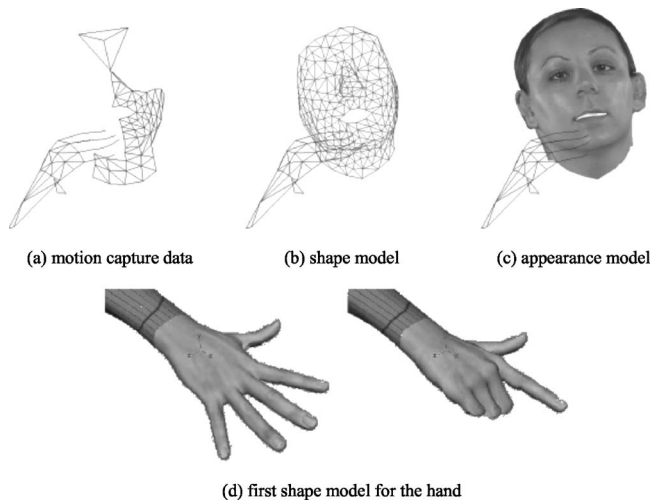 (a) motion capture data (b) shape model (c) appearance model
(d) first shape model for the hand